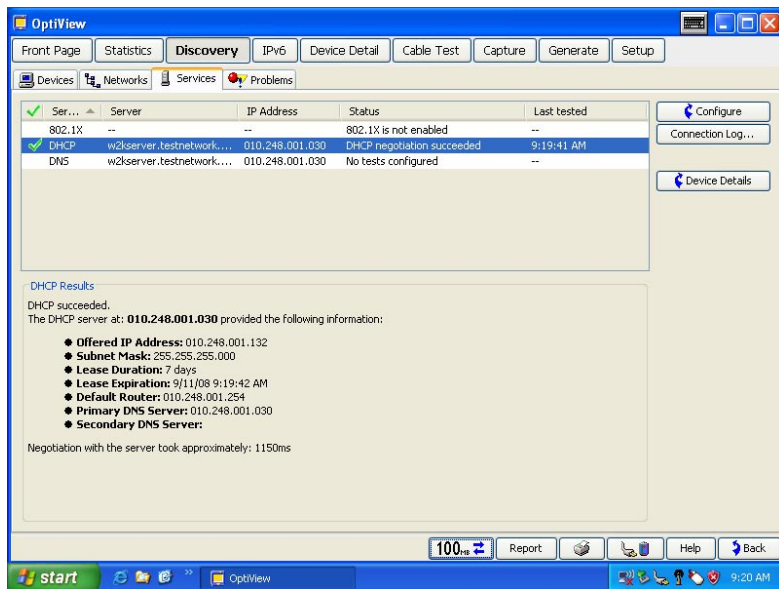 OptiView
Front Page Statistics Discovery IPv6 Device Detail Cable Test Capture Generate Setup
Devices Networks Services Problems
Ser... Server IP Address Status Last tested
802.1X -- -- 802.1X is not enabled --
DHCP w2kserver.testnetwork.... 010.248.001.030 DHCP negotiation succeeded 9:19:41 AM
DNS w2kserver.testnetwork.... 010.248.001.030 No tests configured --
Configure
Connection Log...
Device Details
DHCP Results
DHCP succeeded.
The DHCP server at: 010.248.001.030 provided the following information:
Offered IP Address: 010.248.001.132
Subnet Mask: 255.255.255.000
Lease Duration: 7 days
Lease Expiration: 9/11/08 9:19:42 AM
Default Router: 010.248.001.254
Primary DNS Server: 010.248.001.030
Secondary DNS Server:
Negotiation with the server took approximately: 1150ms
100MB Report Help Back
start OptiView 9:20 AM